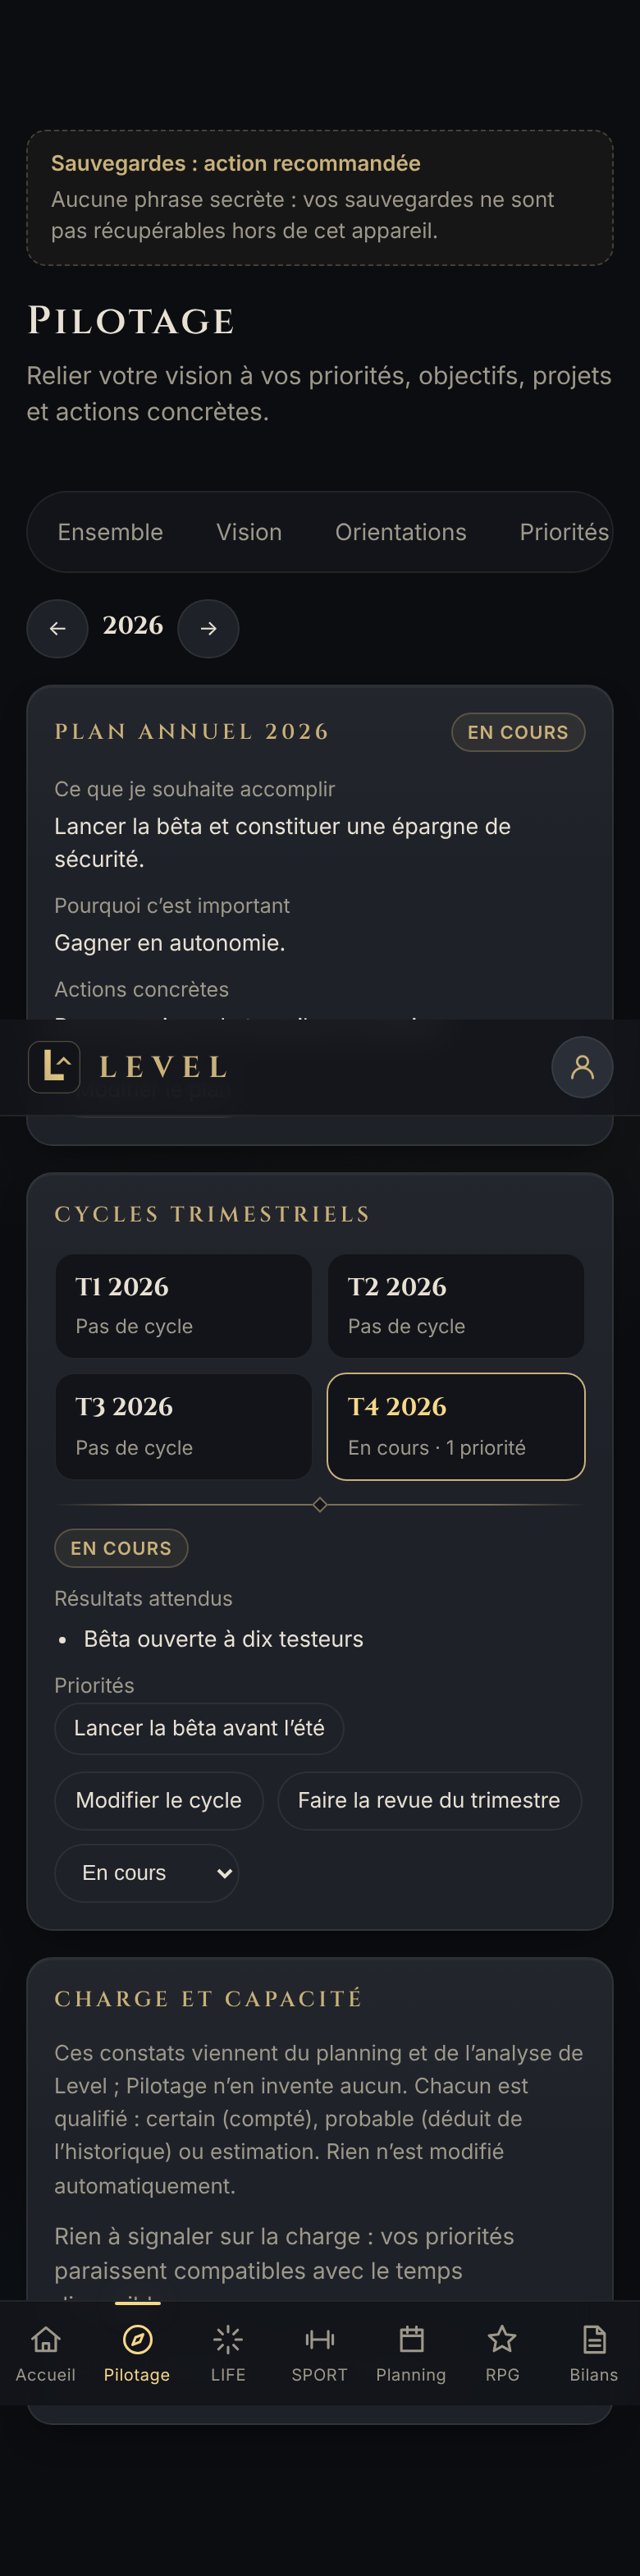 Sauvegardes : action recommandée
Aucune phrase secrète : vos sauvegardes ne sont
pas récupérables hors de cet appareil.
PILOTAGE
Relier votre vision à vos priorités, objectifs, projets
et actions concrètes.
Ensemble Vision Orientations Priorités
← 2026 →
PLAN ANNUEL 2026 EN COURS
Ce que je souhaite accomplir
Lancer la bêta et constituer une épargne de
sécurité.
Pourquoi c’est important
Gagner en autonomie.
Actions concrètes
LEVEL
Modifier le plan
CYCLES TRIMESTRIELS
T1 2026 T2 2026
Pas de cycle Pas de cycle
T3 2026 T4 2026
Pas de cycle En cours · 1 priorité
EN COURS
Résultats attendus
• Bêta ouverte à dix testeurs
Priorités
Lancer la bêta avant l’été
Modifier le cycle Faire la revue du trimestre
En cours
CHARGE ET CAPACITÉ
Ces constats viennent du planning et de l’analyse de
Level ; Pilotage n’en invente aucun. Chacun est
qualifié : certain (compté), probable (déduit de
l’historique) ou estimation. Rien n’est modifié
automatiquement.
Rien à signaler sur la charge : vos priorités
paraissent compatibles avec le temps
Accueil Pilotage LIFE SPORT Planning RPG Bilans